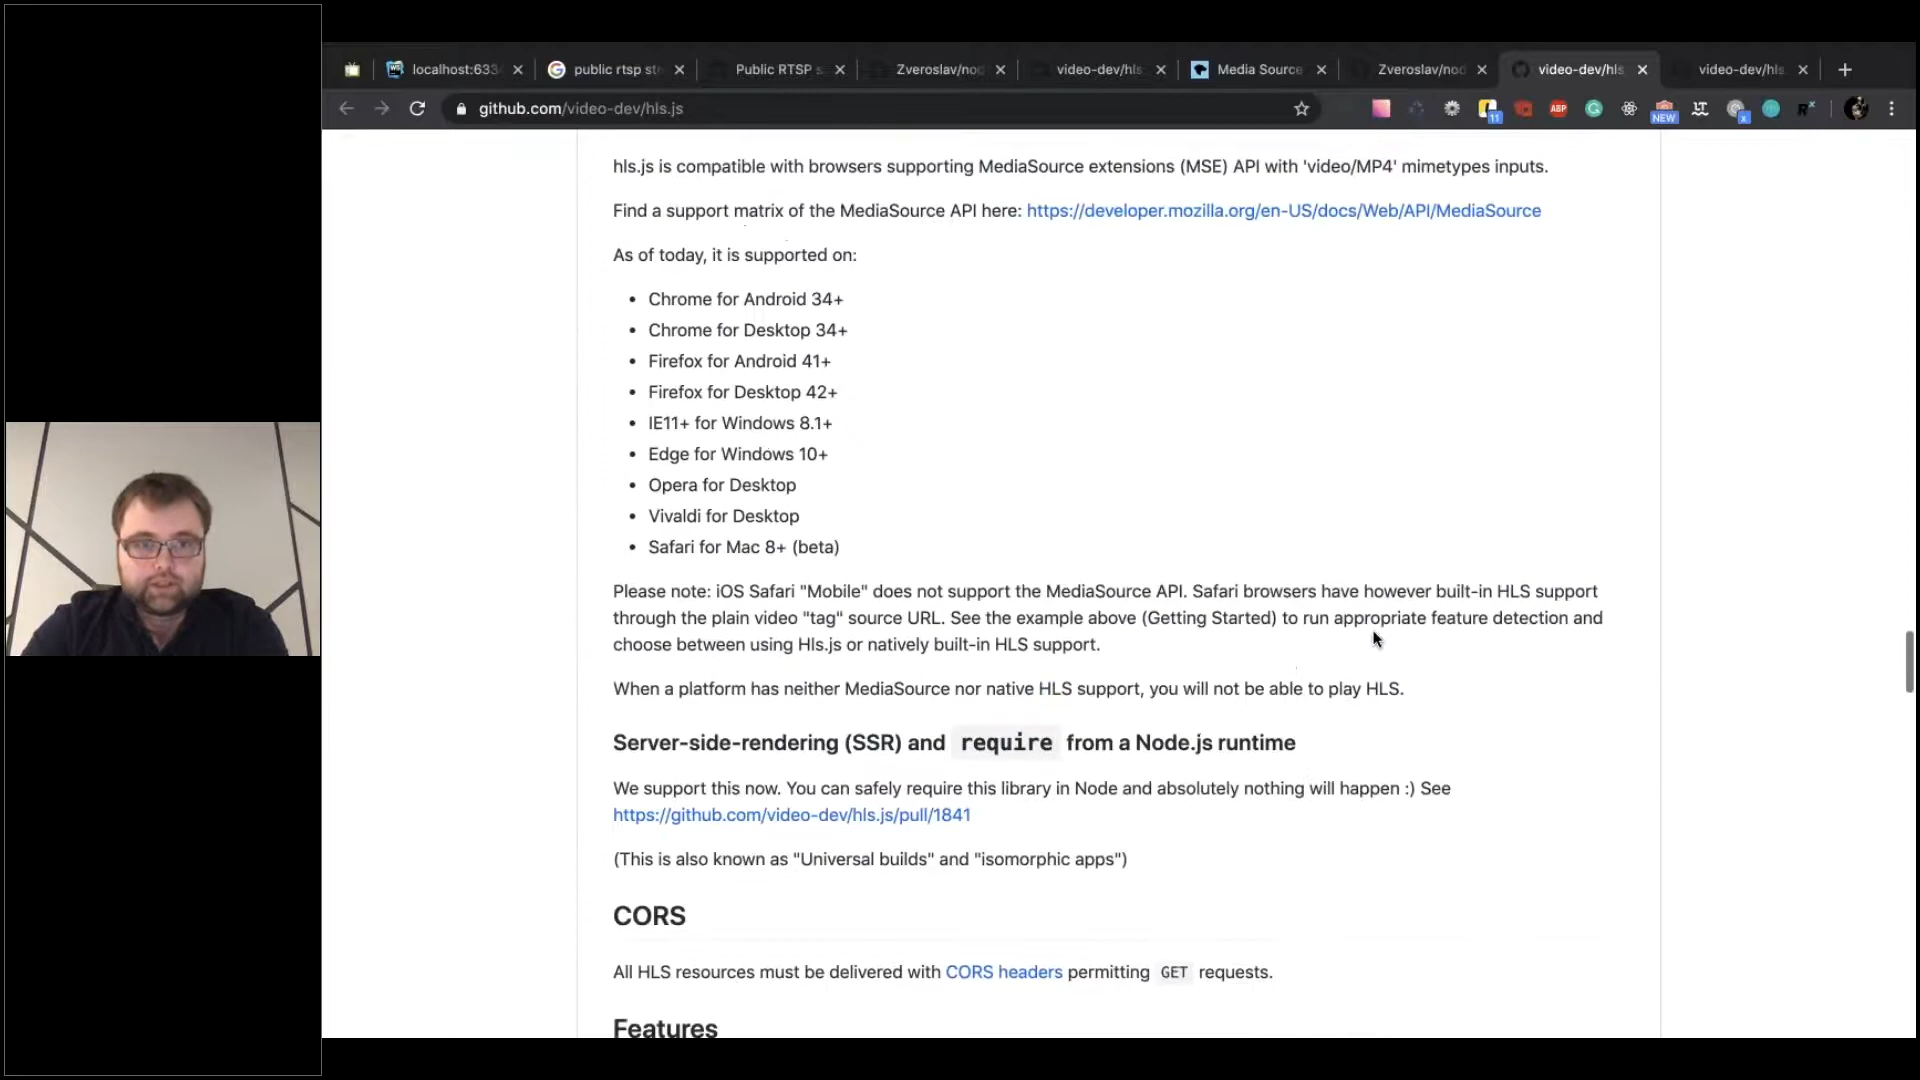 localhost:633
public rtsp st
Public RTSP s
Zveroslav/nod
video-dev/hls
Media Source
Zveroslav/nod
video-dev/hls
video-dev/hls
github.com/video-dev/hls.js
11
ABP
NEW
x
hls.js is compatible with browsers supporting MediaSource extensions (MSE) API with 'video/MP4' mimetypes inputs.
Find a support matrix of the MediaSource API here: https://developer.mozilla.org/en-US/docs/Web/API/MediaSource
As of today, it is supported on:
• Chrome for Android 34+
• Chrome for Desktop 34+
• Firefox for Android 41+
• Firefox for Desktop 42+
• IE11+ for Windows 8.1+
• Edge for Windows 10+
• Opera for Desktop
• Vivaldi for Desktop
• Safari for Mac 8+ (beta)
Please note: iOS Safari "Mobile" does not support the MediaSource API. Safari browsers have however built-in HLS support
through the plain video "tag" source URL. See the example above (Getting Started) to run appropriate feature detection and
choose between using Hls.js or natively built-in HLS support.
When a platform has neither MediaSource nor native HLS support, you will not be able to play HLS.
Server-side-rendering (SSR) and require from a Node.js runtime
We support this now. You can safely require this library in Node and absolutely nothing will happen :) See
https://github.com/video-dev/hls.js/pull/1841
(This is also known as "Universal builds" and "isomorphic apps")
CORS
All HLS resources must be delivered with CORS headers permitting GET requests.
Features